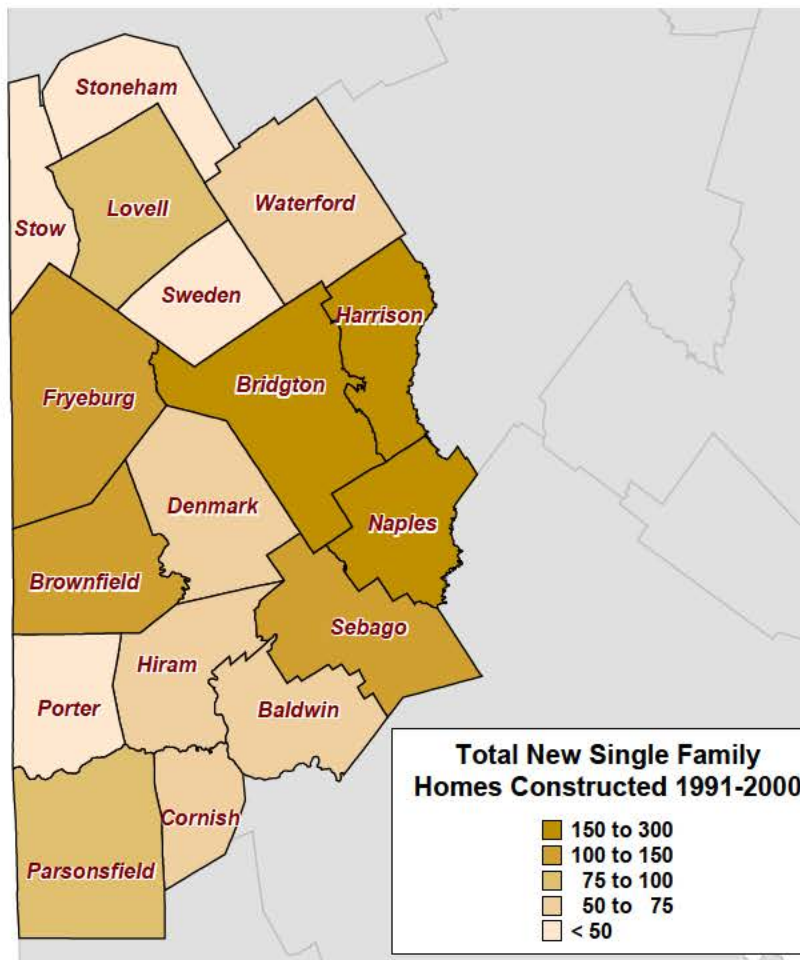 Stoneham
Lovell
Waterford
Stow
Sweden
Harrison
Bridgton
Fryeburg
Denmark
Naples
Brownfield
Sebago
Hiram
Porter
Baldwin
Cornish
Parsonsfield
Total New Single Family
Homes Constructed 1991-2000
150 to 300
100 to 150
75 to 100
50 to 75
< 50